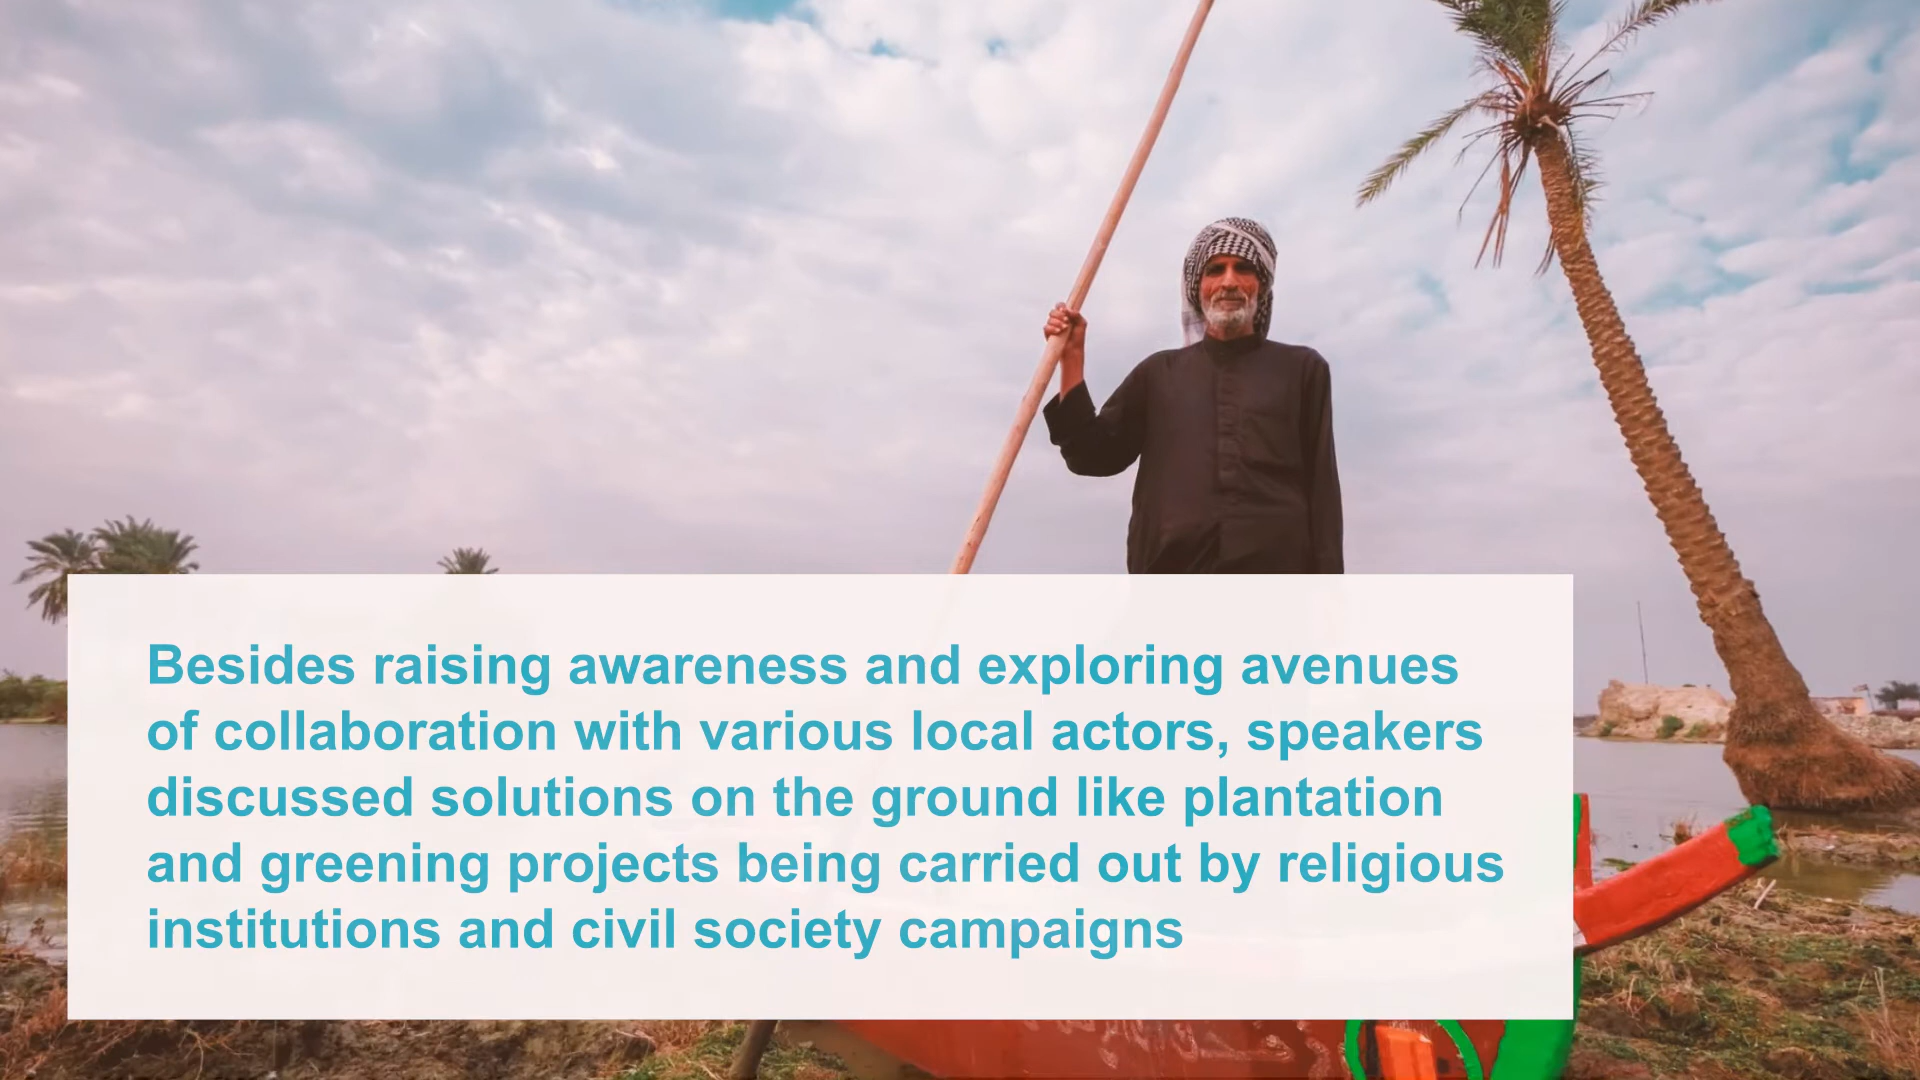 Besides raising awareness and exploring avenues
of collaboration with various local actors, speakers
discussed solutions on the ground like plantation
and greening projects being carried out by religious
institutions and civil society campaigns